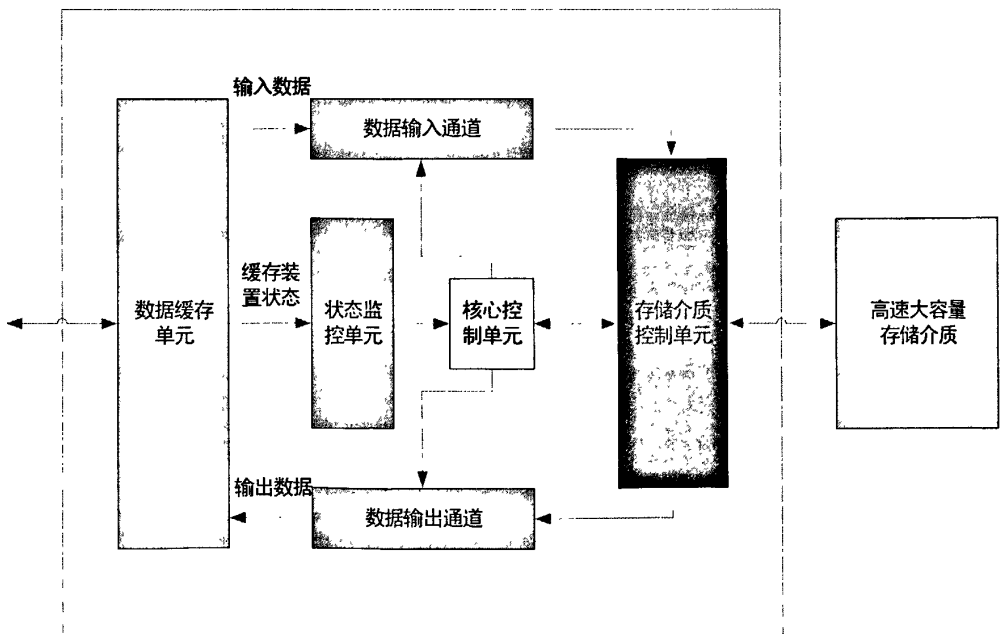 输入数据
数据输入通道
缓存装
置状态
数据缓存
单元
状态监
控单元
核心控
制单元
存储介质
控制单元
高速大容量
存储介质
输出数据
数据输出通道